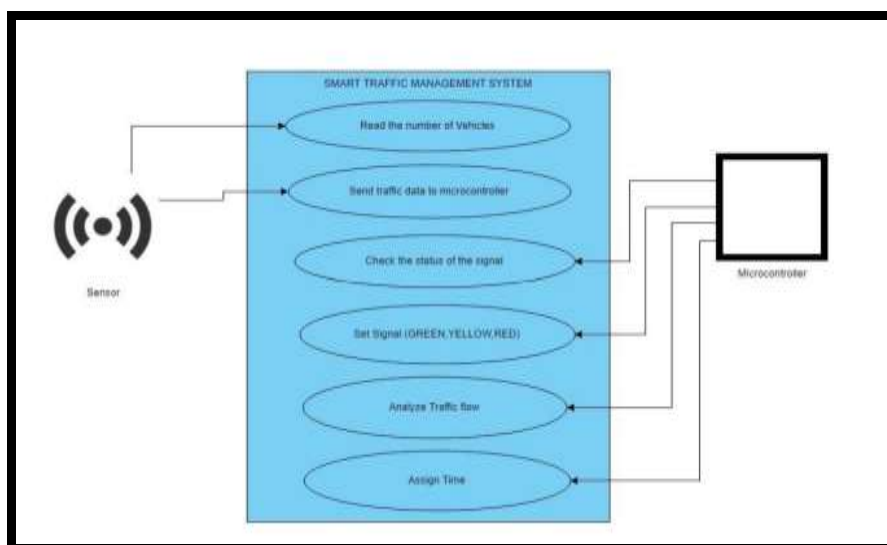 SMART TRAFFIC MANAGEMENT SYSTEM
Read the number of Vehicles
Send traffic data to microcontroller
Check the status of the signal
Set Signal (GREEN,YELLOW,RED)
Analyze Traffic flow
Assign Time
Sensor
Microcontroller